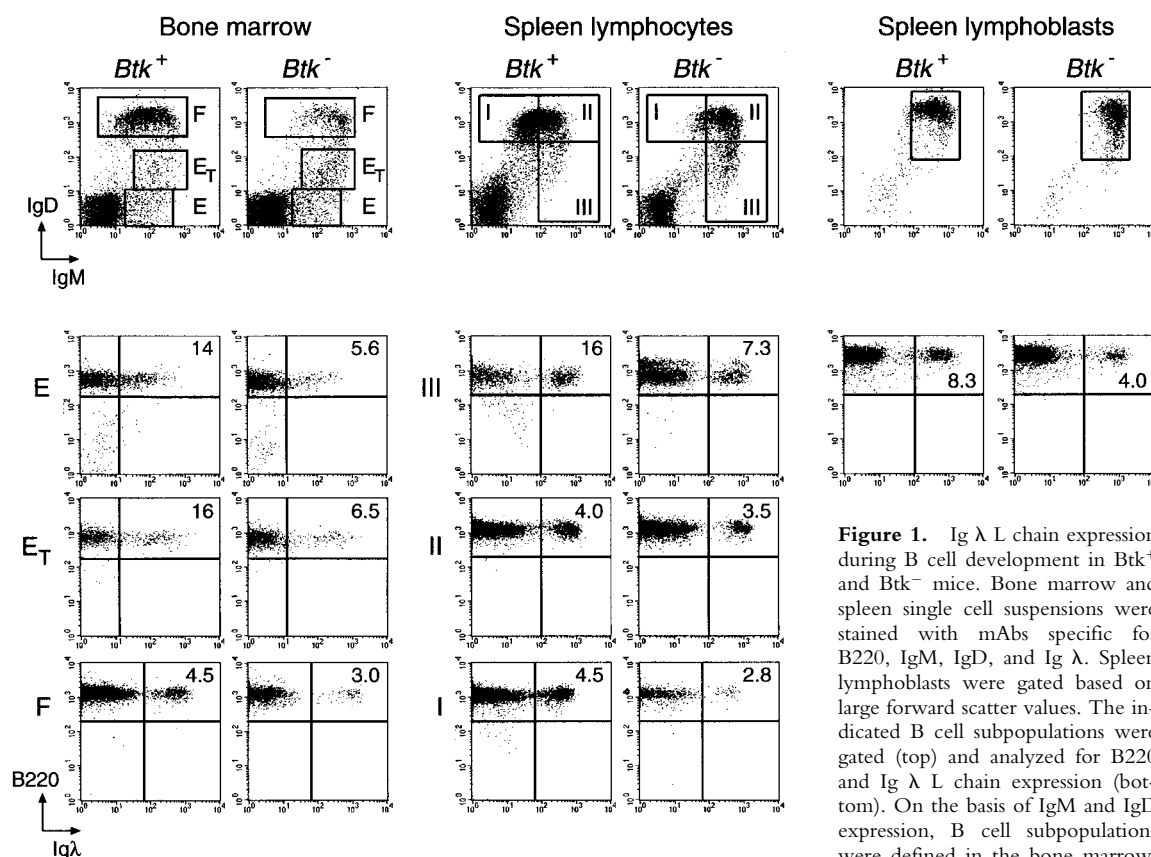 Bone marrow
Spleen lymphocytes
Spleen lymphoblasts
Btk+ Btk- Btk+ Btk- Btk+ Btk-
F F I II I II
ET ET
E E III III
IgD
IgM
10⁰ 10¹ 10² 10³ 10⁴
E 14 5.6 III 16 7.3 8.3 4.0
ET 16 6.5 II 4.0 3.5
F 4.5 3.0 I 4.5 2.8
B220
Igλ
Figure 1. Ig λ L chain expression
during B cell development in Btk+
and Btk− mice. Bone marrow and
spleen single cell suspensions were
stained with mAbs specific for
B220, IgM, IgD, and Ig λ. Spleen
lymphoblasts were gated based on
large forward scatter values. The in-
dicated B cell subpopulations were
gated (top) and analyzed for B220
and Ig λ L chain expression (bot-
tom). On the basis of IgM and IgD
expression, B cell subpopulation
were defined in the bone marrow